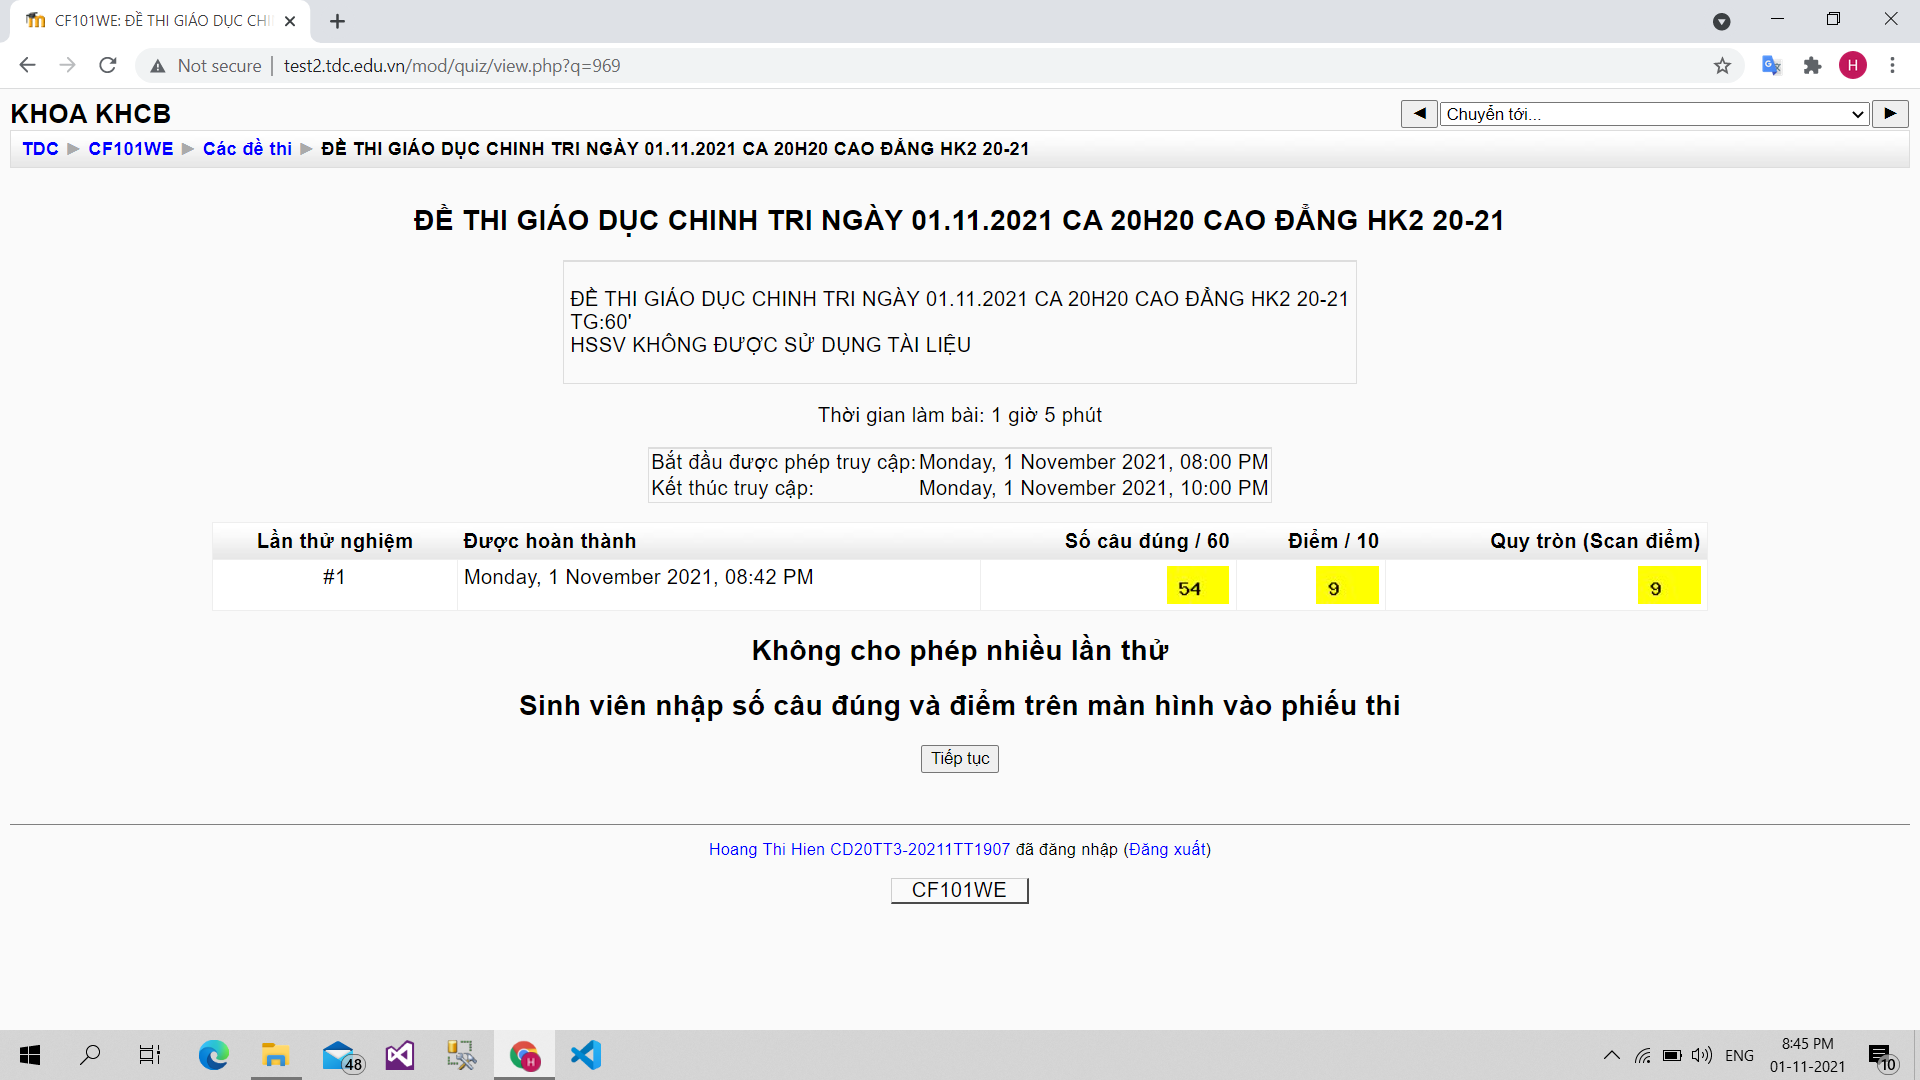 CF101WE: ĐỀ THI GIÁO DỤC CHI
Not secure | test2.tdc.edu.vn/mod/quiz/view.php?q=969
H
KHOA KHCB
Chuyển tới...
TDC ► CF101WE ► Các đề thi ► ĐỀ THI GIÁO DỤC CHINH TRI NGÀY 01.11.2021 CA 20H20 CAO ĐẲNG HK2 20-21
ĐỀ THI GIÁO DỤC CHINH TRI NGÀY 01.11.2021 CA 20H20 CAO ĐẲNG HK2 20-21
ĐỀ THI GIÁO DỤC CHINH TRI NGÀY 01.11.2021 CA 20H20 CAO ĐẲNG HK2 20-21
TG:60'
HSSV KHÔNG ĐƯỢC SỬ DỤNG TÀI LIỆU
Thời gian làm bài: 1 giờ 5 phút
Bắt đầu được phép truy cập: Monday, 1 November 2021, 08:00 PM
Kết thúc truy cập: Monday, 1 November 2021, 10:00 PM
Lần thử nghiệm Được hoàn thành Số câu đúng / 60 Điểm / 10 Quy tròn (Scan điểm)
#1 Monday, 1 November 2021, 08:42 PM 54 9 9
Không cho phép nhiều lần thử
Sinh viên nhập số câu đúng và điểm trên màn hình vào phiếu thi
Tiếp tục
Hoang Thi Hien CD20TT3-20211TT1907 đã đăng nhập (Đăng xuất)
CF101WE
48
H
ENG
8:45 PM
01-11-2021
10